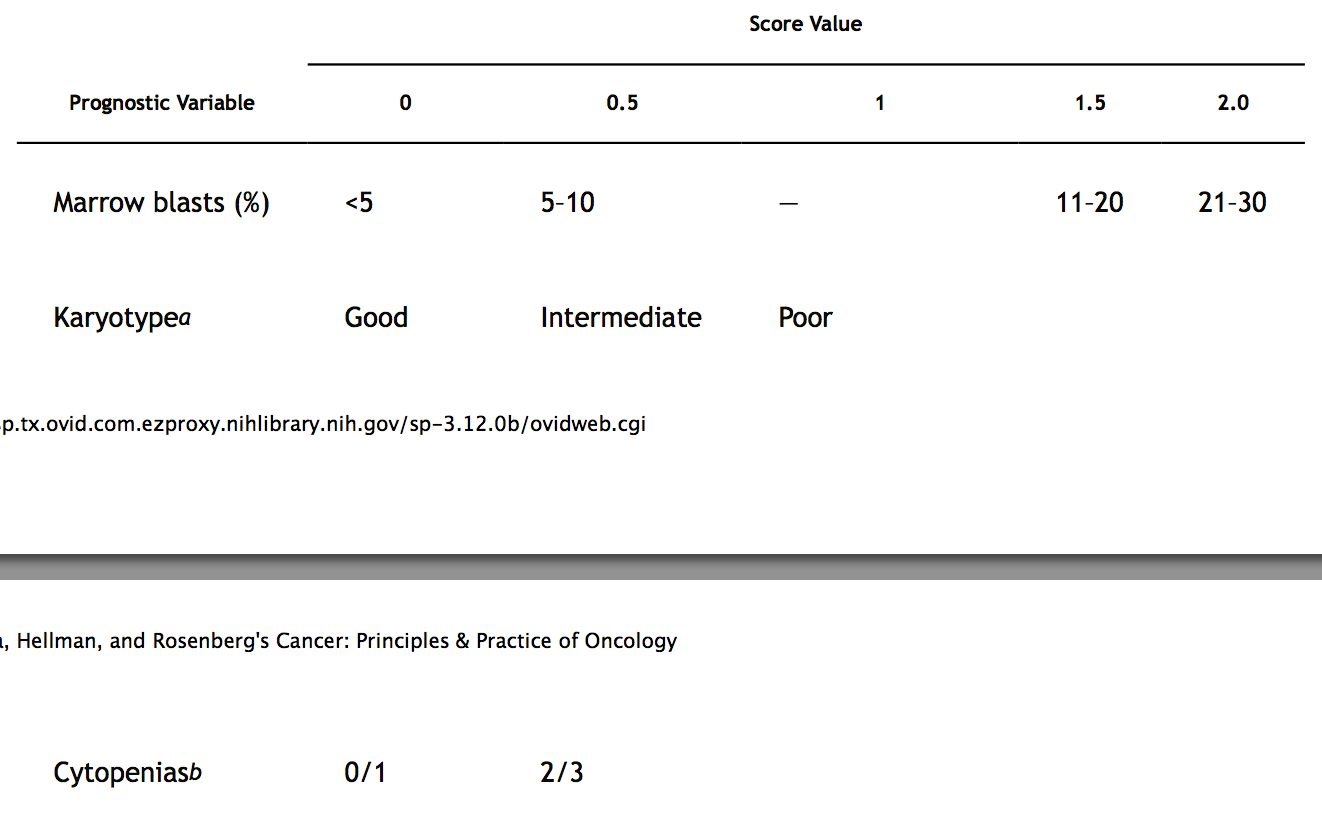 Score Value
Prognostic Variable 0 0.5 1 1.5 2.0
Marrow blasts (%) <5 5-10 — 11-20 21-30
Karyotypea Good Intermediate Poor
p.tx.ovid.com.ezproxy.nihlibrary.nih.gov/sp-3.12.0b/ovidweb.cgi
, Hellman, and Rosenberg's Cancer: Principles & Practice of Oncology
Cytopeniasb 0/1 2/3